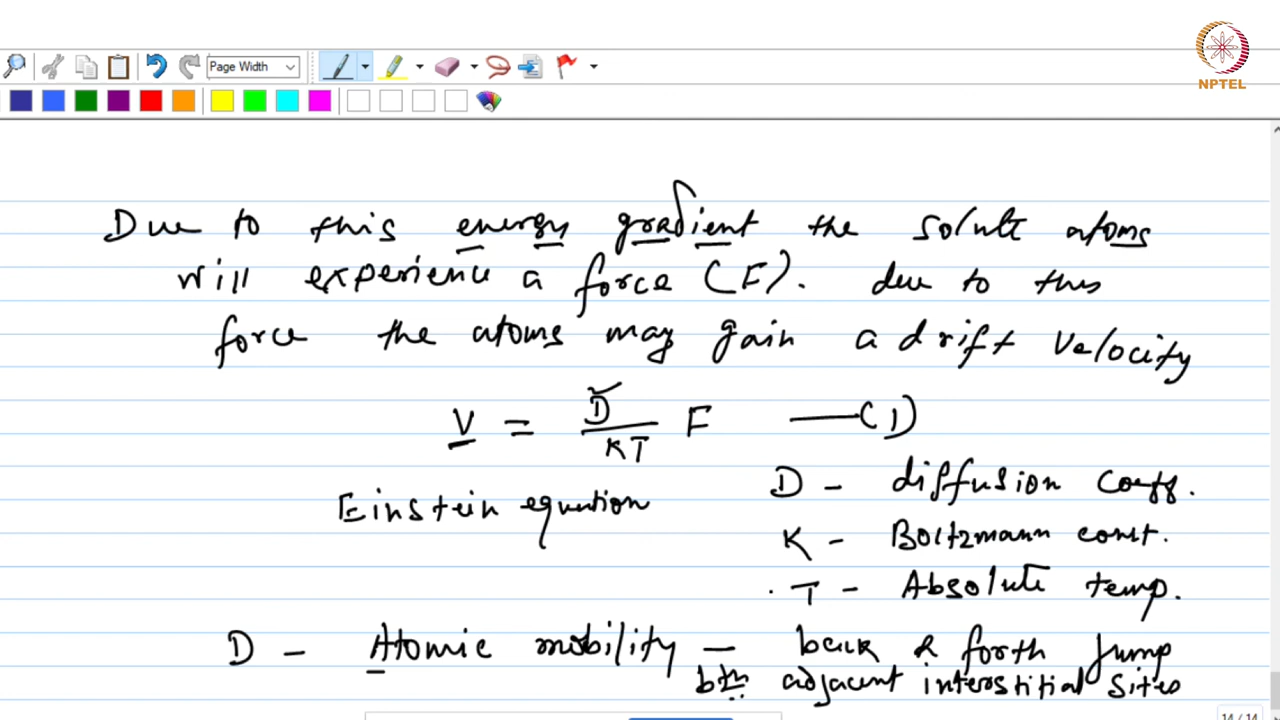 NPTEL
Page Width
Due to this energy gradient the solute atoms
will experience a force (F). due to this
force the atoms may gain a drift velocity
V = D/KT F —(1)
D - diffusion coeff.
Einstein equation
K - Boltzmann const.
T - Absolute temp.
D - Atomic mobility - back & forth Jump
btn adjacent interstitial sites
14 / 14